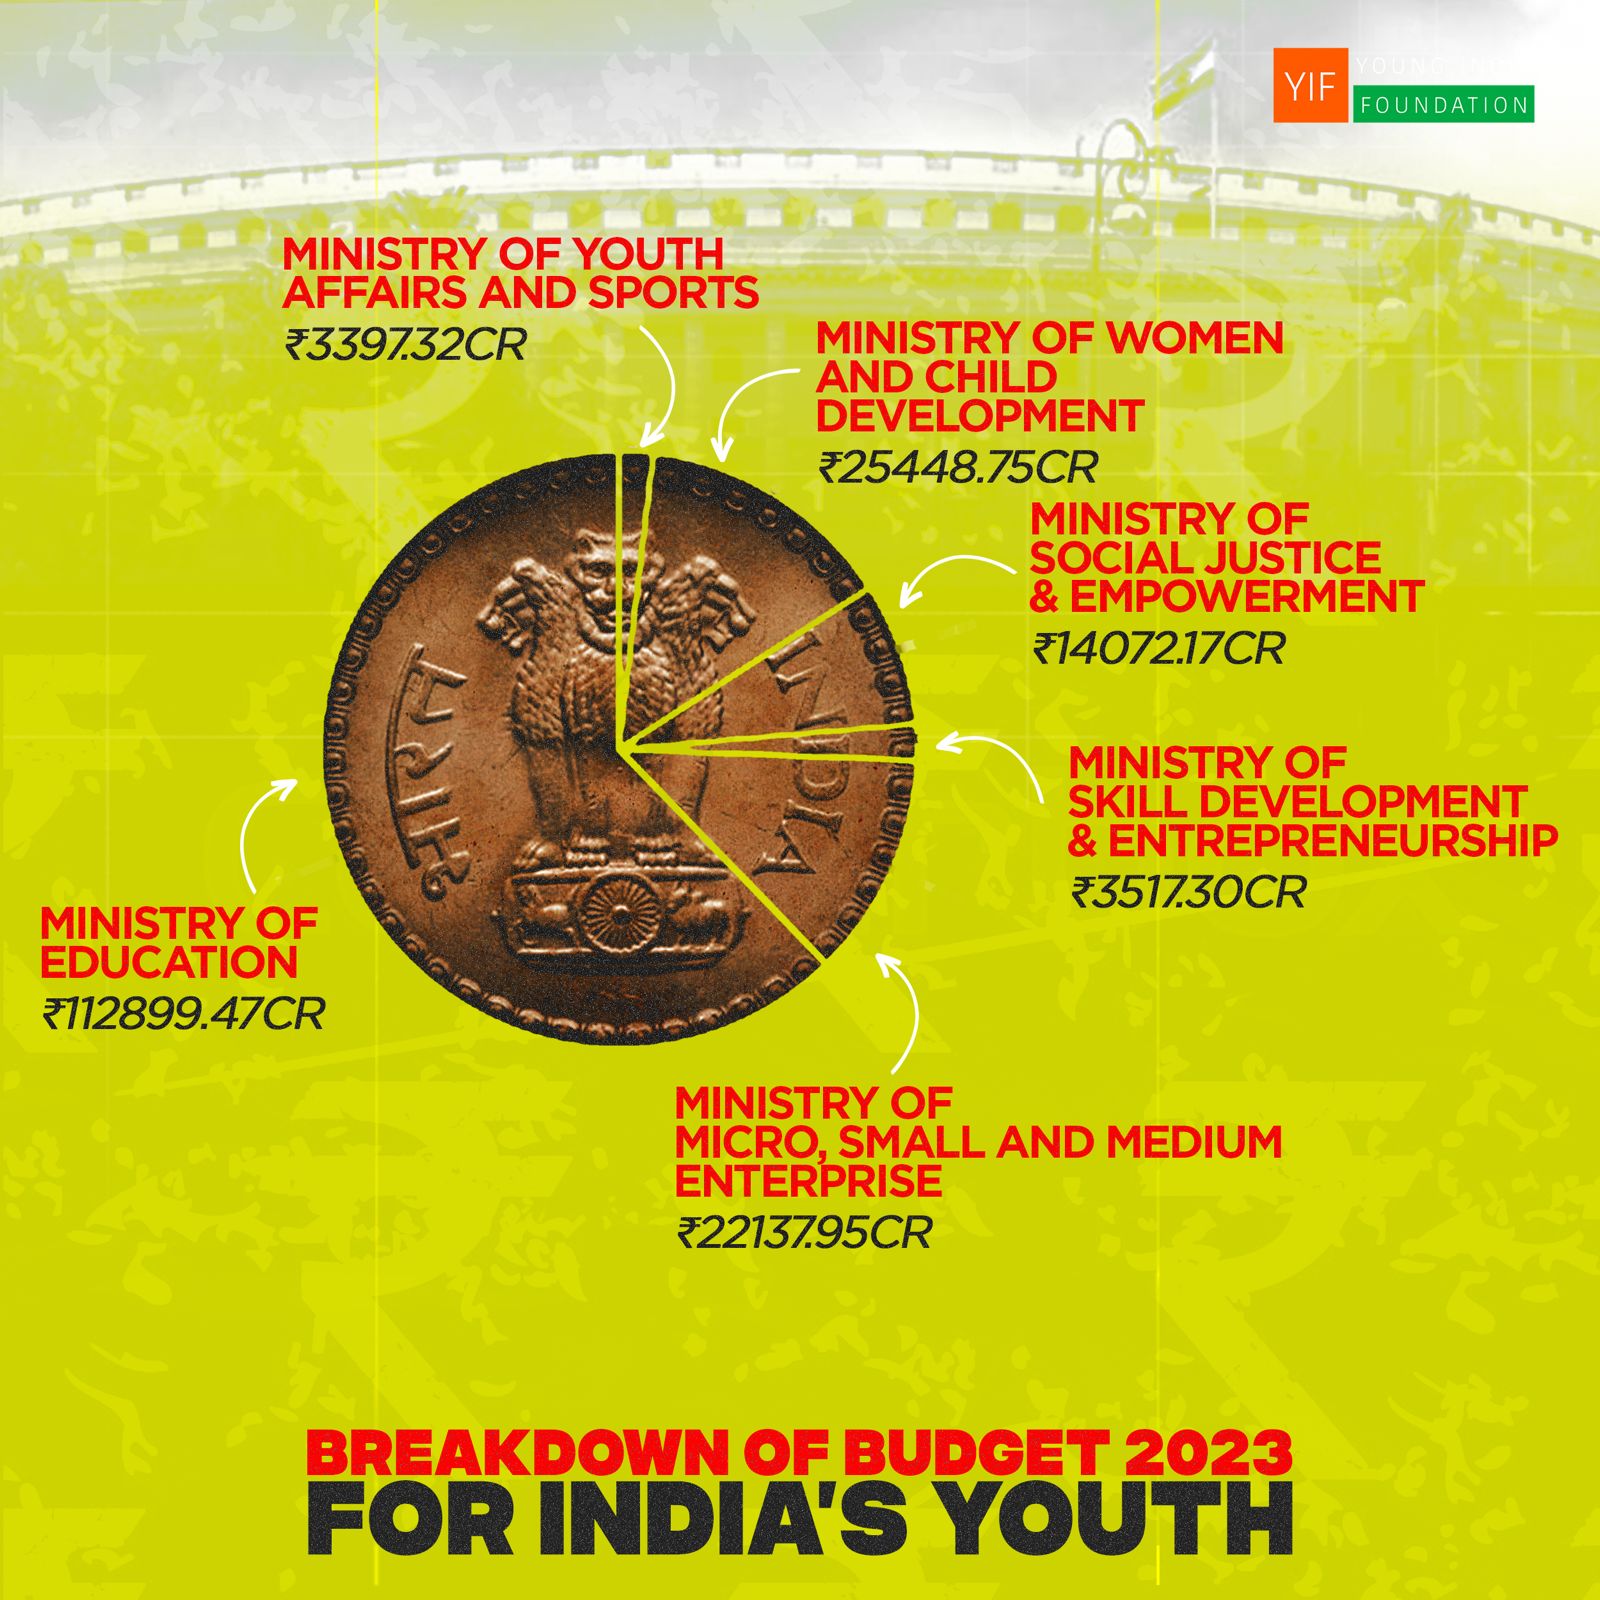 YIF
YOUNG INDIA
FOUNDATION
MINISTRY OF YOUTH
AFFAIRS AND SPORTS
₹3397.32CR
MINISTRY OF WOMEN
AND CHILD
DEVELOPMENT
₹25448.75CR
MINISTRY OF
SOCIAL JUSTICE
& EMPOWERMENT
₹14072.17CR
MINISTRY OF
SKILL DEVELOPMENT
& ENTREPRENEURSHIP
₹3517.30CR
भारत
INDIA
MINISTRY OF
EDUCATION
₹112899.47CR
MINISTRY OF
MICRO, SMALL AND MEDIUM
ENTERPRISE
₹22137.95CR
BREAKDOWN OF BUDGET 2023
FOR INDIA'S YOUTH